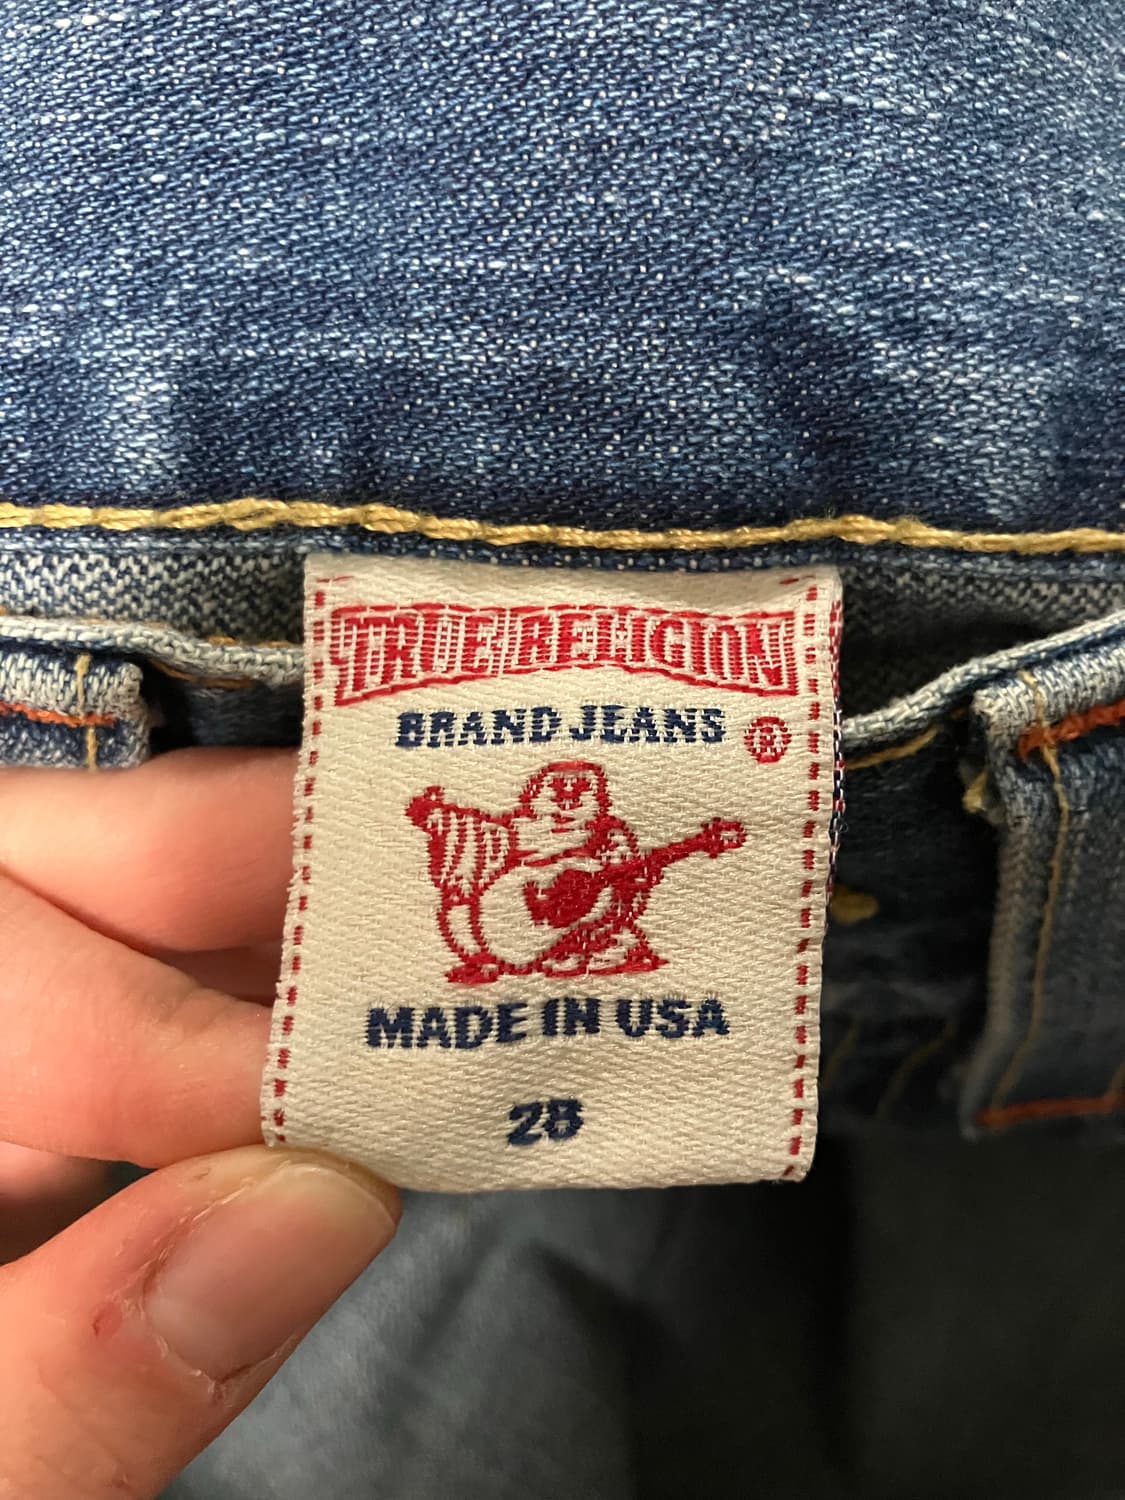 TRUE RELIGION
BRAND JEANS ®
MADE IN USA
28